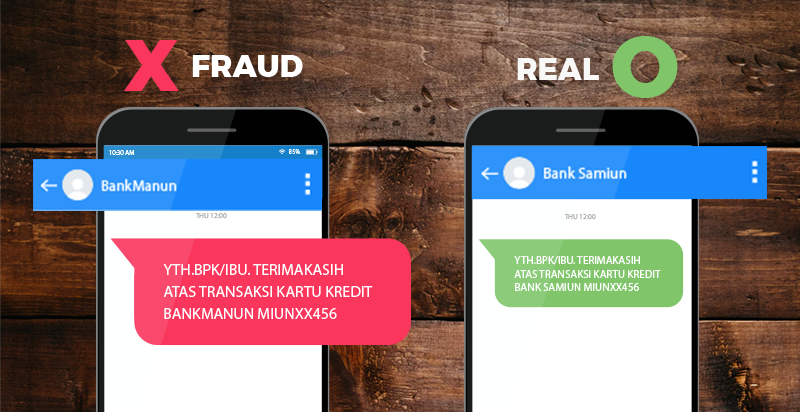 X FRAUD
REAL O
10:30 AM 85%
BankManun
THU 12:00
YTH.BPK/IBU. TERIMAKASIH
ATAS TRANSAKSI KARTU KREDIT
BANKMANUN MIUNXX456
Bank Samiun
THU 12:00
YTH.BPK/IBU. TERIMAKASIH
ATAS TRANSAKSI KARTU KREDIT
BANK SAMIUN MIUNXX456